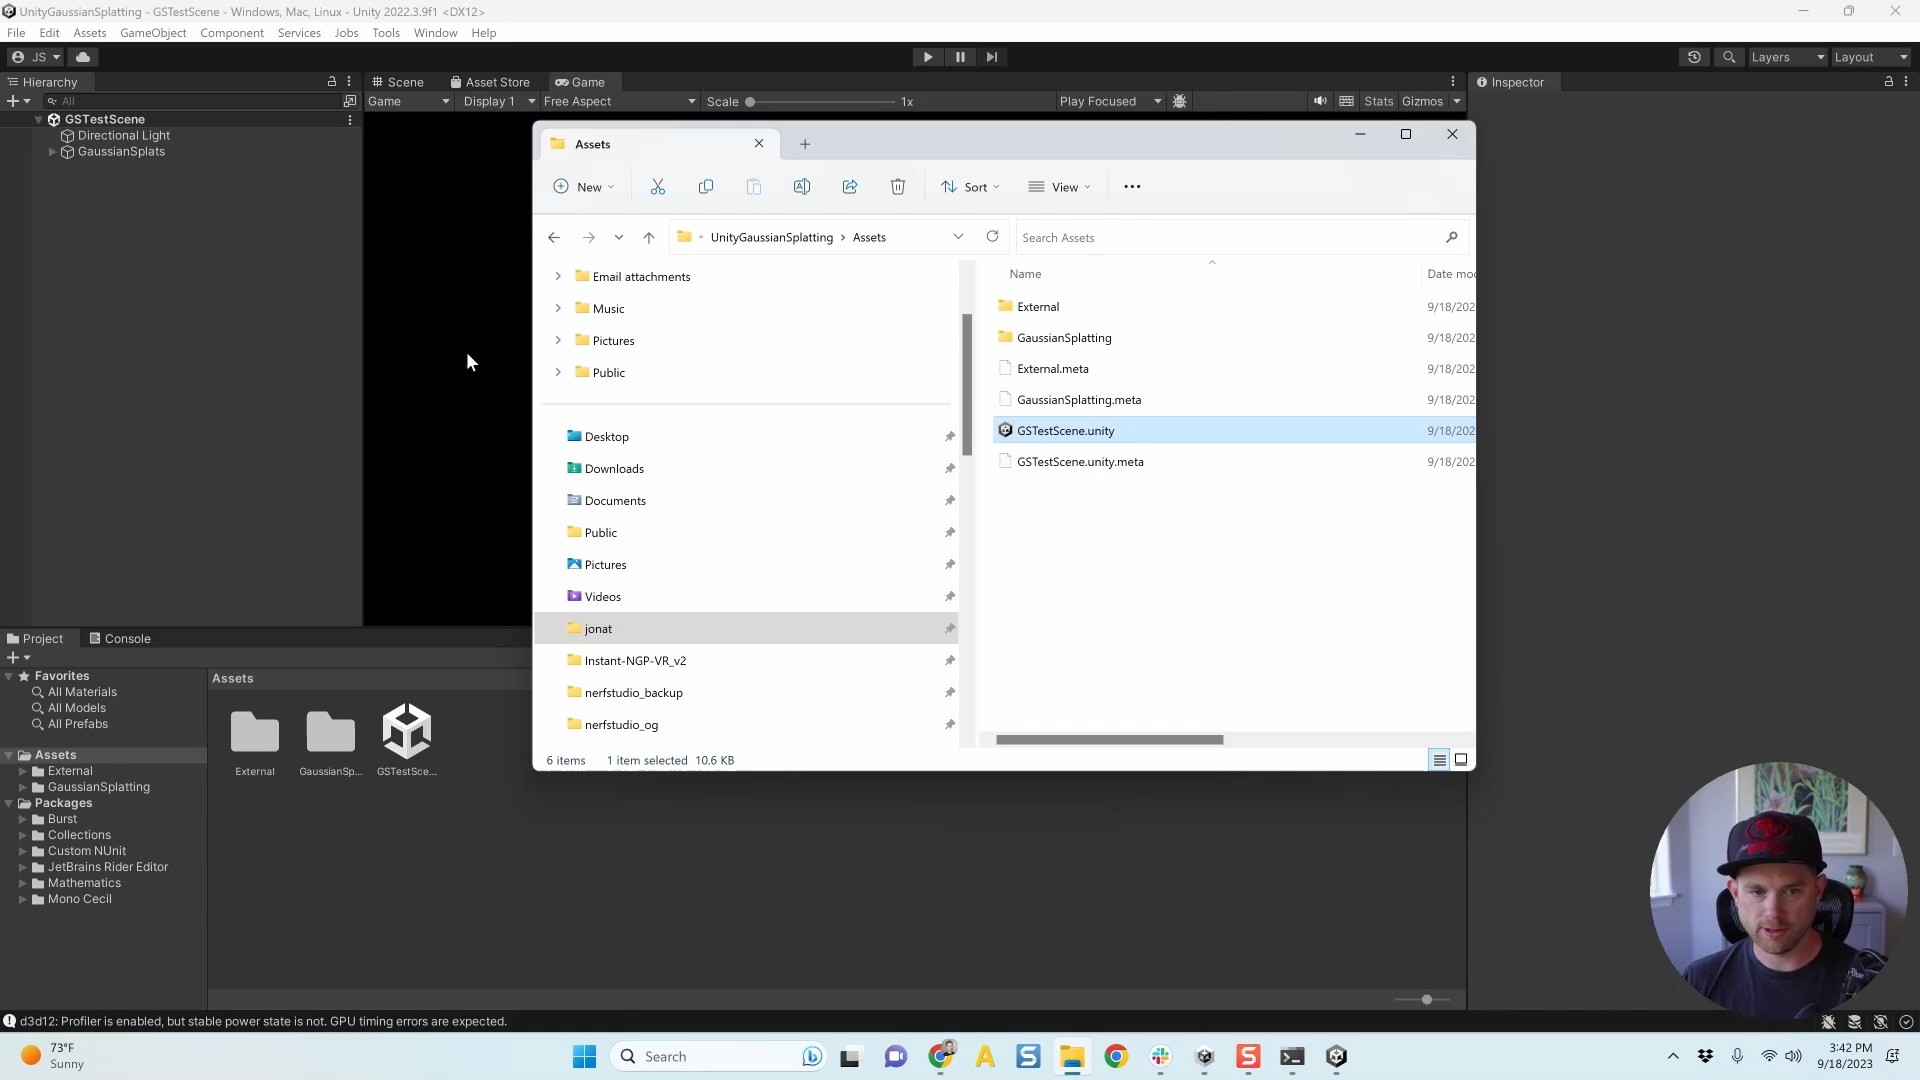 UnityGaussianSplatting - GSTestScene - Windows, Mac, Linux - Unity 2022.3.9f1 <DX12>
File Edit Assets GameObject Component Services Jobs Tools Window Help
JS Layers Layout
Hierarchy Scene Asset Store Game Inspector
All Game Display 1 Free Aspect Scale 1x Play Focused Stats Gizmos
GSTestScene
Directional Light
GaussianSplats
Assets
New Sort View
UnityGaussianSplatting Assets Search Assets
Email attachments
Music
Pictures
Public
Desktop
Downloads
Documents
Public
Pictures
Videos
jonat
Instant-NGP-VR_v2
nerfstudio_backup
nerfstudio_og
Name Date mo
External 9/18/202
GaussianSplatting 9/18/202
External.meta 9/18/202
GaussianSplatting.meta 9/18/202
GSTestScene.unity 9/18/202
GSTestScene.unity.meta 9/18/202
6 items 1 item selected 10.6 KB
Project Console
Favorites
All Materials
All Models
All Prefabs
Assets
External
GaussianSplatting
Packages
Burst
Collections
Custom NUnit
JetBrains Rider Editor
Mathematics
Mono Cecil
Assets
External GaussianSp... GSTestSce...
d3d12: Profiler is enabled, but stable power state is not. GPU timing errors are expected.
73°F
Sunny
Search
3:42 PM
9/18/2023